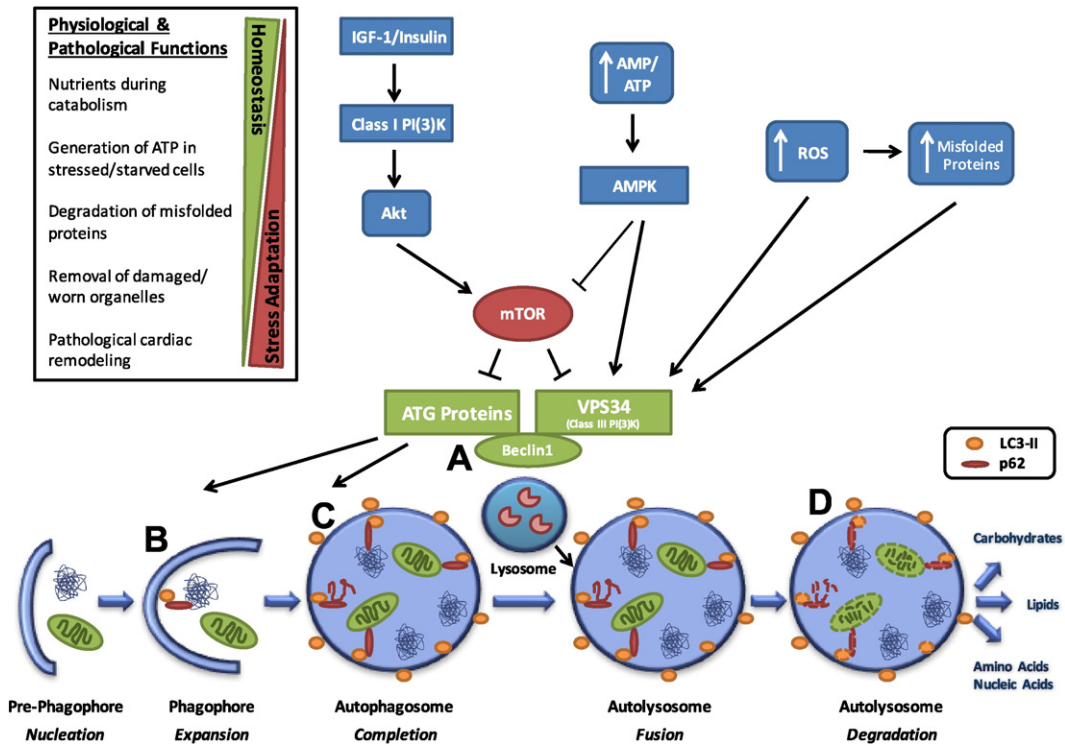 Physiological &
Pathological Functions
Nutrients during
catabolism
Generation of ATP in
stressed/starved cells
Degradation of misfolded
proteins
Removal of damaged/
worn organelles
Pathological cardiac
remodeling
Homeostasis
Stress Adaptation
IGF-1/Insulin
Class I PI(3)K
Akt
AMP/
ATP
AMPK
ROS
Misfolded
Proteins
mTOR
ATG Proteins
VPS34
(Class III PI(3)K)
Beclin1
A
LC3-II
p62
B
C
D
Lysosome
Carbohydrates
Lipids
Amino Acids
Nucleic Acids
Pre-Phagophore
Nucleation
Phagophore
Expansion
Autophagosome
Completion
Autolysosome
Fusion
Autolysosome
Degradation